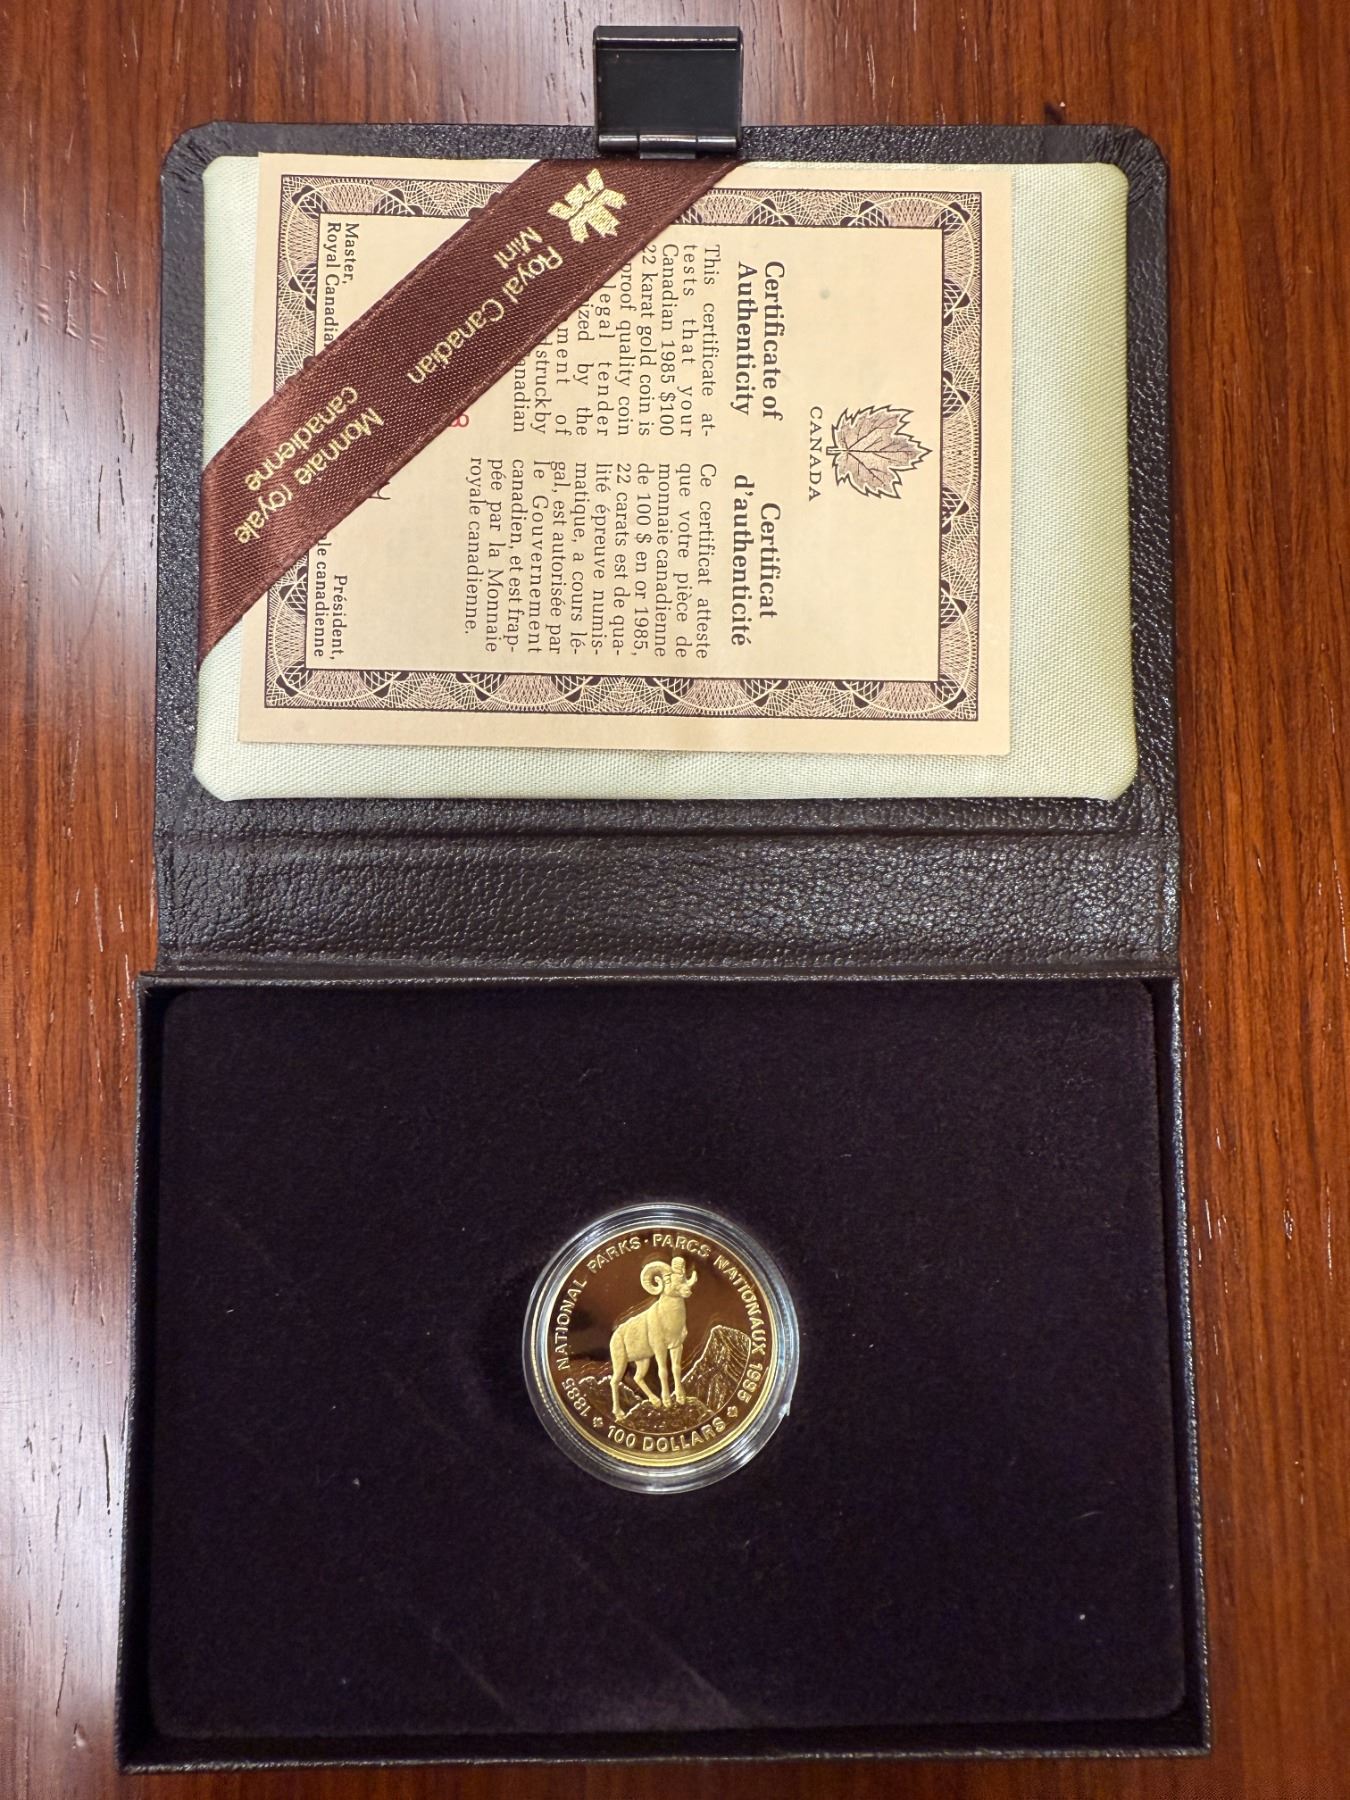 CANADA
Certificate of
Authenticity
This certificate at-
tests that your
Canadian 1985 $100
22 karat gold coin is
proof quality coin
legal tender
by the
of
struck by
Canadian
Certificat
d'authenticité
Ce certificat atteste
que votre pièce de
monnaie canadienne
de 100 $ en or 1985,
22 carats est de qua-
lité épreuve numis-
matique, a cours lé-
gal, est autorisée par
le Gouvernement
canadien, et est frap-
pée par la Monnaie
royale canadienne.
Master,
Royal Canadia
Président,
le canadienne
Royal Canadian
Mint
Monnaie royale
canadienne
1885 NATIONAL PARKS · PARCS NATIONAUX 1985
100 DOLLARS